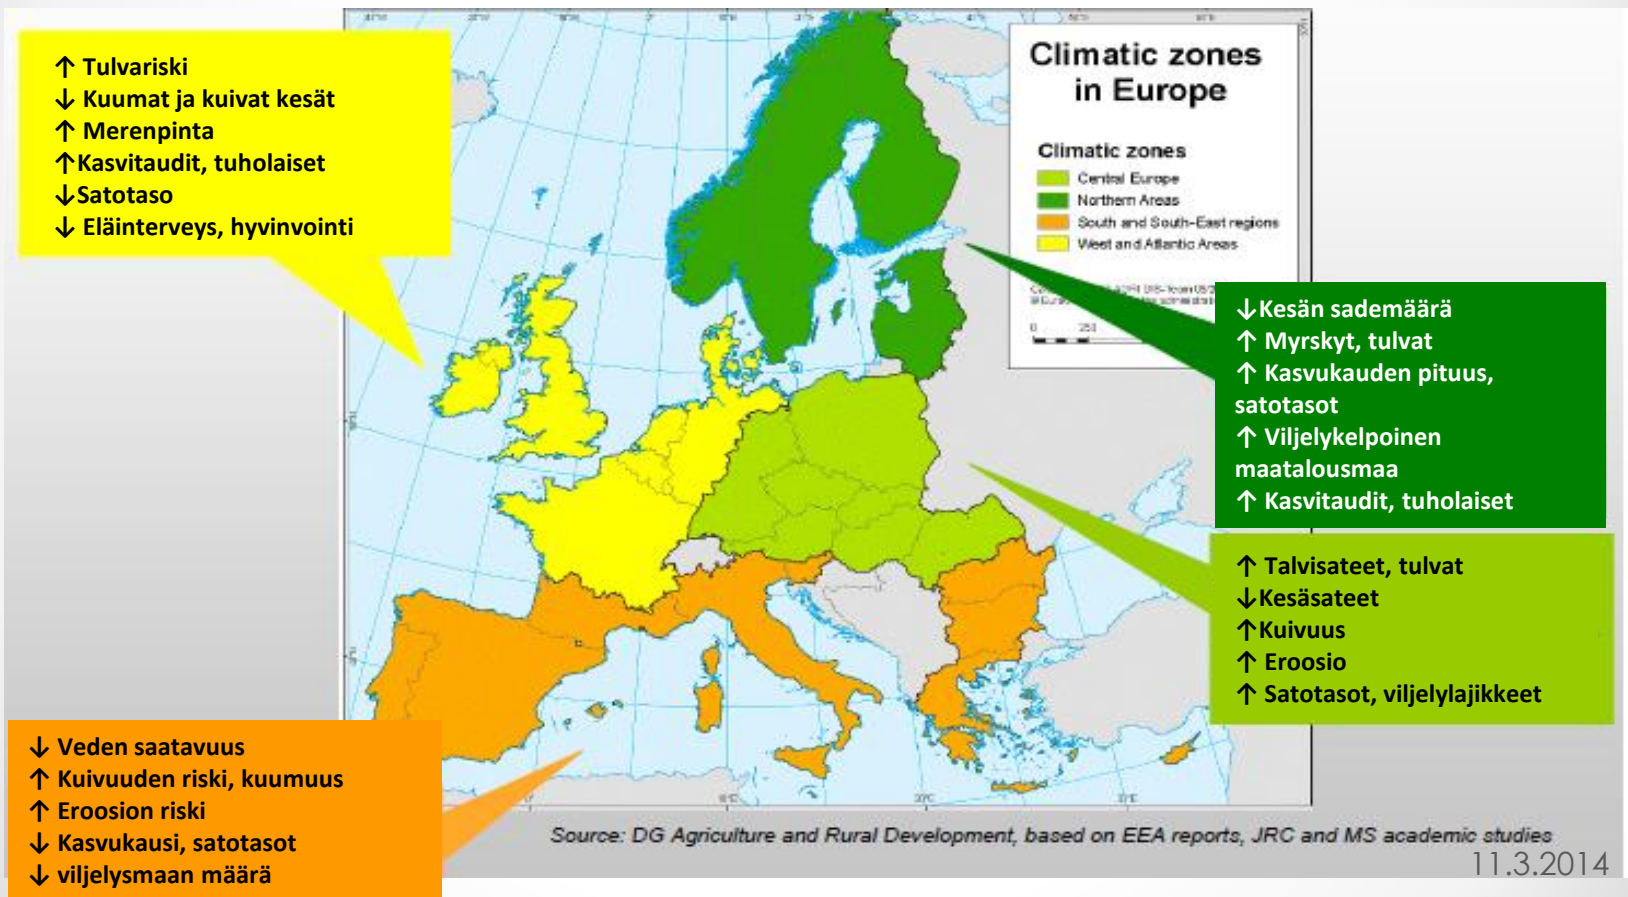 ↑ Tulvariski
↓ Kuumat ja kuivat kesät
↑ Merenpinta
↑Kasvitaudit, tuholaiset
↓Satotaso
↓ Eläinterveys, hyvinvointi
Climatic zones
in Europe
Climatic zones
Central Europe
Northern Areas
South and South-East regions
West and Atlantic Areas
0 250
↓Kesän sademäärä
↑ Myrskyt, tulvat
↑ Kasvukauden pituus,
satotasot
↑ Viljelykelpoinen
maatalousmaa
↑ Kasvitaudit, tuholaiset
↑ Talvisateet, tulvat
↓Kesäsateet
↑Kuivuus
↑ Eroosio
↑ Satotasot, viljelylajikkeet
↓ Veden saatavuus
↑ Kuivuuden riski, kuumuus
↑ Eroosion riski
↓ Kasvukausi, satotasot
↓ viljelysmaan määrä
Source: DG Agriculture and Rural Development, based on EEA reports, JRC and MS academic studies
11.3.2014